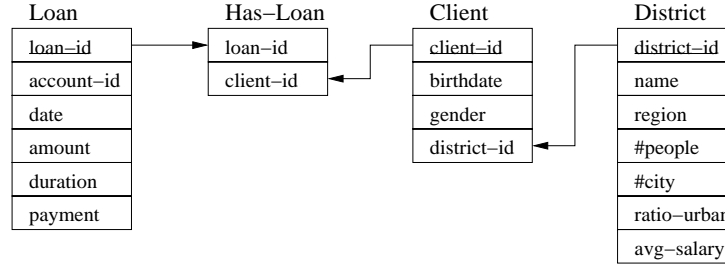 Loan
loan-id
account-id
date
amount
duration
payment
Has-Loan
loan-id
client-id
Client
client-id
birthdate
gender
district-id
District
district-id
name
region
#people
#city
ratio-urban
avg-salary